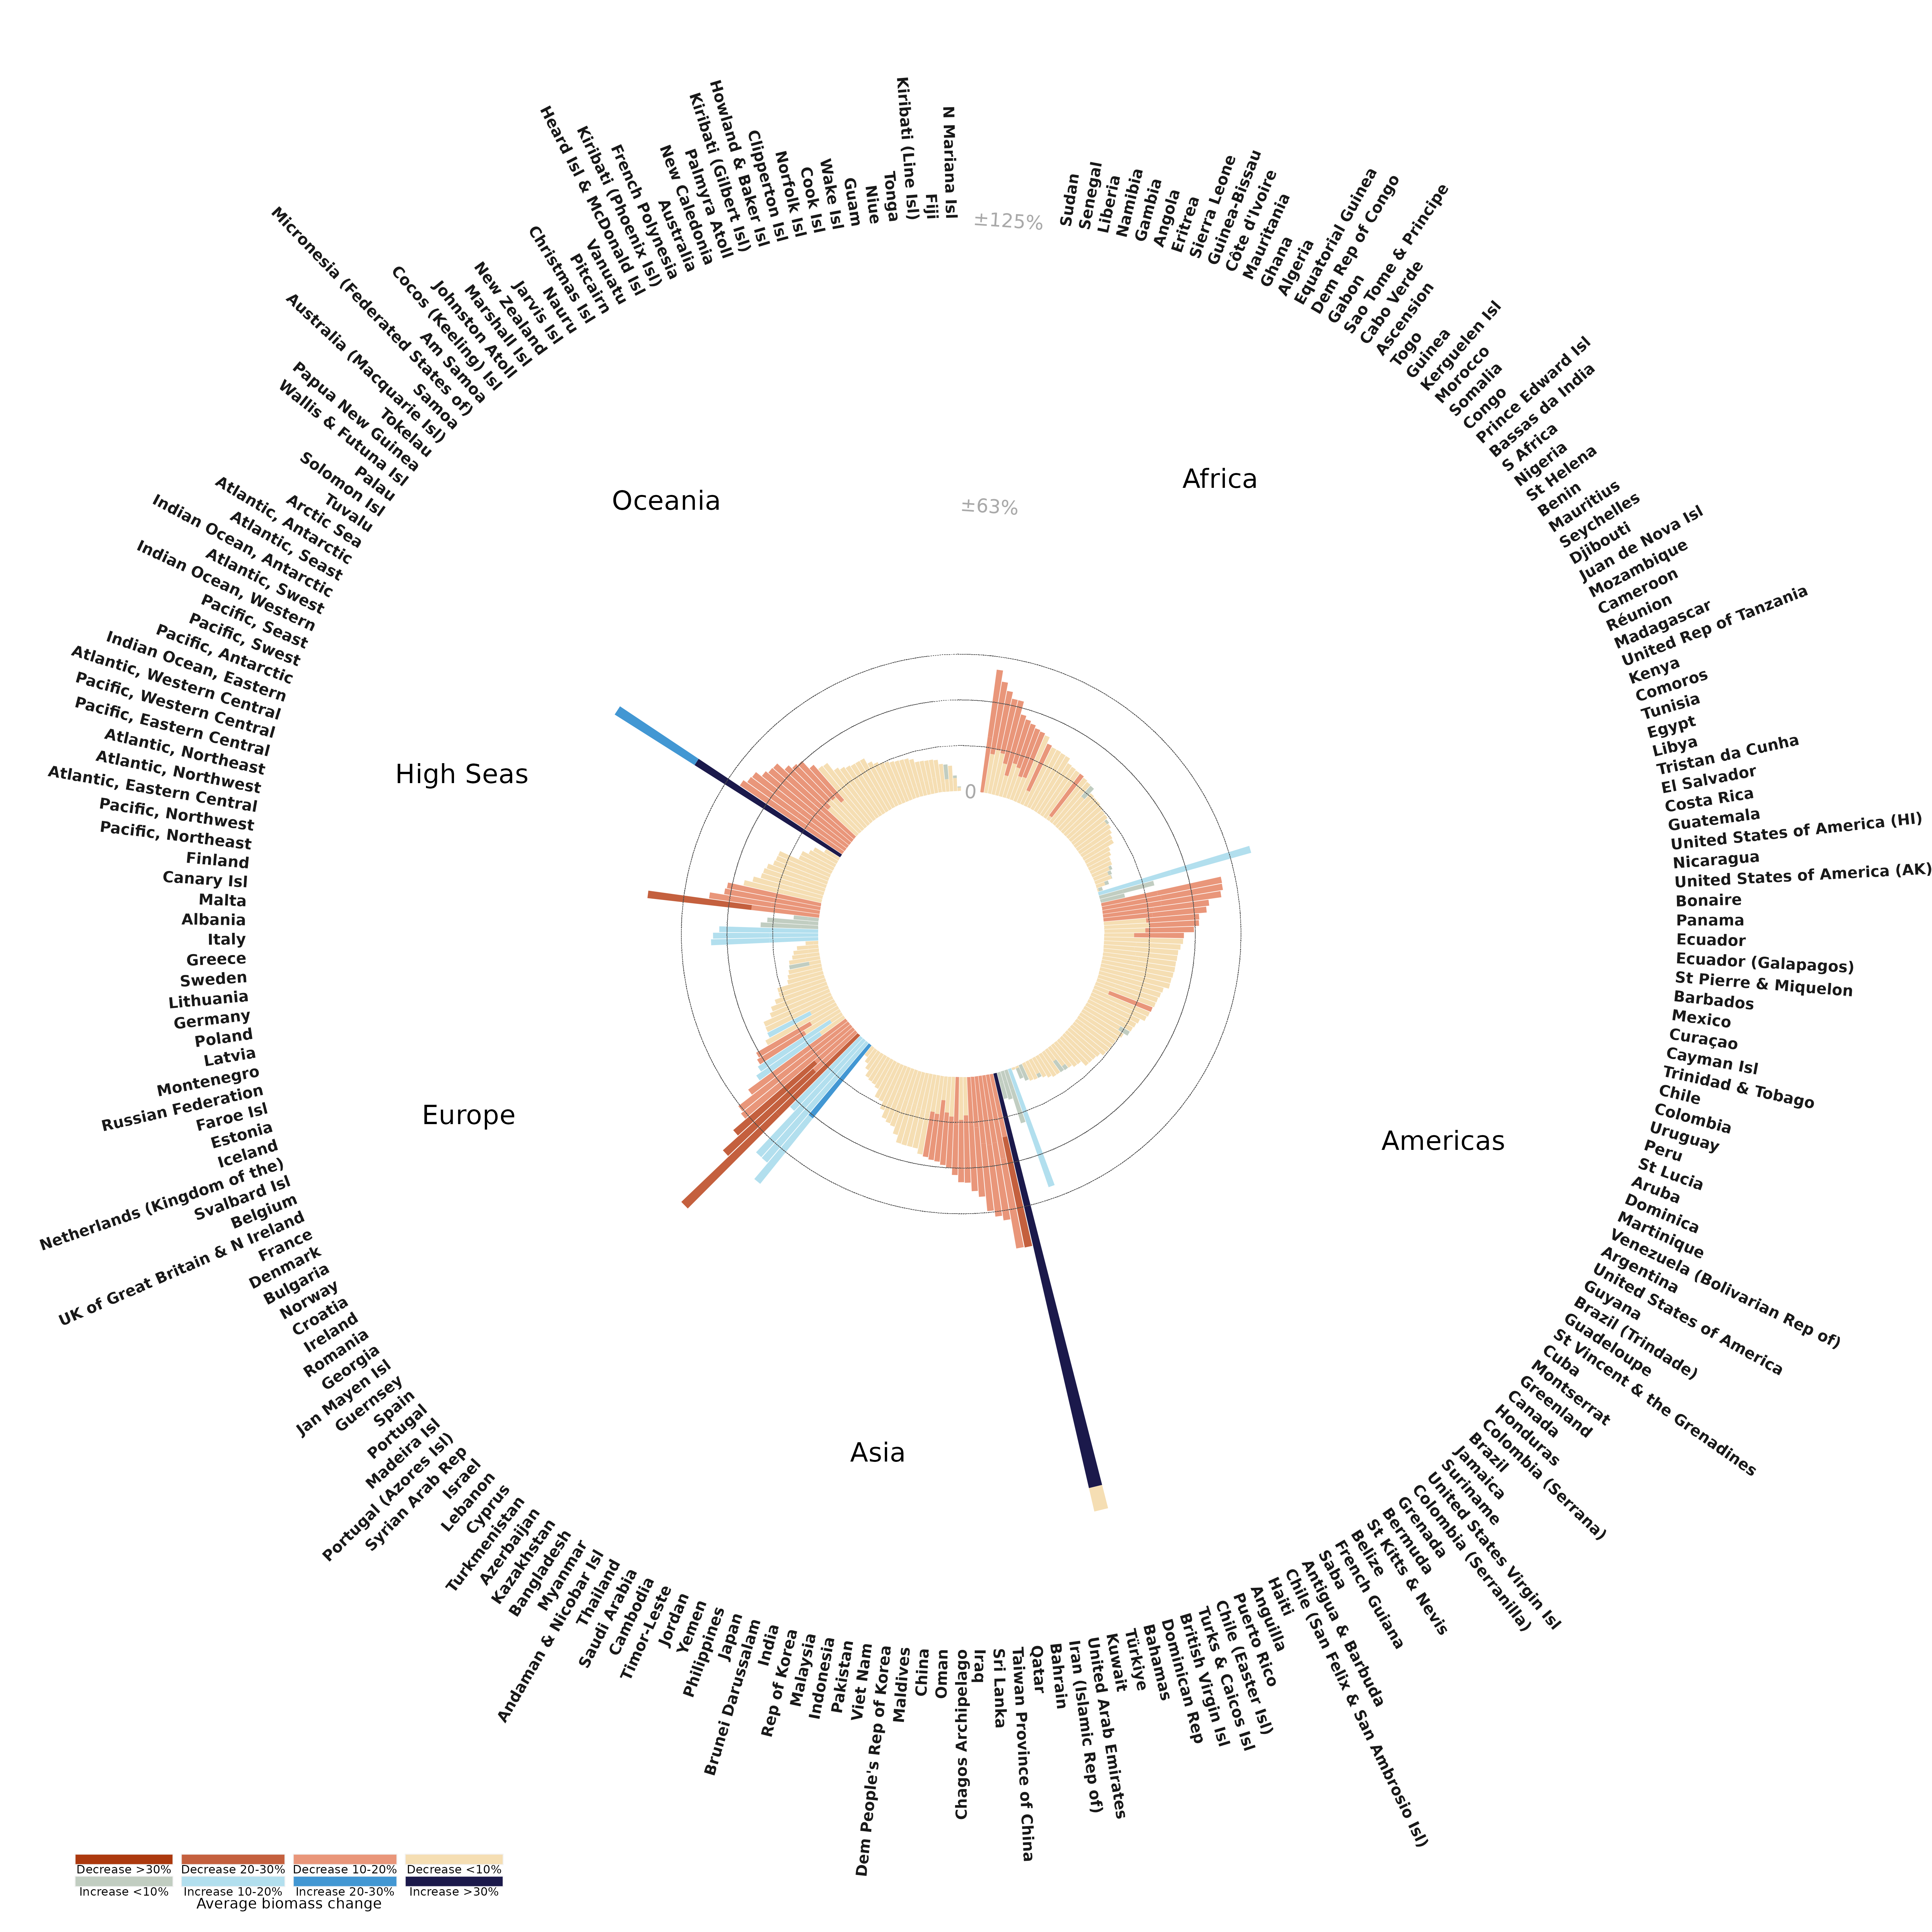 ±125%
±63%
0
Africa
Americas
Asia
Europe
High Seas
Oceania
Sudan
Senegal
Liberia
Namibia
Gambia
Angola
Eritrea
Sierra Leone
Guinea-Bissau
Côte d'Ivoire
Mauritania
Ghana
Algeria
Equatorial Guinea
Dem Rep of Congo
Gabon
Sao Tome & Principe
Cabo Verde
Ascension
Togo
Guinea
Kerguelen Isl
Morocco
Somalia
Congo
Prince Edward Isl
Bassas da India
S Africa
Nigeria
St Helena
Benin
Mauritius
Seychelles
Djibouti
Juan de Nova Isl
Mozambique
Cameroon
Réunion
Madagascar
United Rep of Tanzania
Kenya
Comoros
Tunisia
Egypt
Libya
Tristan da Cunha
El Salvador
Costa Rica
Guatemala
United States of America (HI)
Nicaragua
United States of America (AK)
Bonaire
Panama
Ecuador
Ecuador (Galapagos)
St Pierre & Miquelon
Barbados
Mexico
Curaçao
Cayman Isl
Trinidad & Tobago
Chile
Colombia
Uruguay
Peru
St Lucia
Aruba
Dominica
Martinique
Venezuela (Bolivarian Rep of)
Argentina
United States of America
Guyana
Brazil (Trindade)
Guadeloupe
St Vincent & the Grenadines
Cuba
Montserrat
Greenland
Canada
Honduras
Colombia (Serrana)
Brazil
Jamaica
Suriname
United States Virgin Isl
Colombia (Serranilla)
Grenada
Bermuda
St Kitts & Nevis
Belize
French Guiana
Saba
Antigua & Barbuda
Chile (San Felix & San Ambrosio Isl)
Haiti
Anguilla
Puerto Rico
Chile (Easter Isl)
Turks & Caicos Isl
British Virgin Isl
Dominican Rep
Bahamas
Türkiye
Kuwait
United Arab Emirates
Iran (Islamic Rep of)
Bahrain
Qatar
Taiwan Province of China
Sri Lanka
Iraq
Chagos Archipelago
Oman
China
Maldives
Dem People's Rep of Korea
Viet Nam
Pakistan
Indonesia
Malaysia
Rep of Korea
India
Brunei Darussalam
Japan
Philippines
Yemen
Jordan
Timor-Leste
Cambodia
Saudi Arabia
Thailand
Andaman & Nicobar Isl
Myanmar
Bangladesh
Kazakhstan
Azerbaijan
Turkmenistan
Cyprus
Lebanon
Israel
Syrian Arab Rep
Portugal (Azores Isl)
Madeira Isl
Portugal
Spain
Guernsey
Jan Mayen Isl
Georgia
Romania
Ireland
Croatia
Norway
Bulgaria
Denmark
France
UK of Great Britain & N Ireland
Belgium
Svalbard Isl
Netherlands (Kingdom of the)
Iceland
Estonia
Faroe Isl
Russian Federation
Montenegro
Latvia
Poland
Germany
Lithuania
Sweden
Greece
Italy
Albania
Malta
Canary Isl
Finland
Pacific, Northeast
Pacific, Northwest
Atlantic, Eastern Central
Atlantic, Northwest
Atlantic, Northeast
Pacific, Eastern Central
Pacific, Western Central
Atlantic, Western Central
Indian Ocean, Eastern
Pacific, Antarctic
Pacific, Swest
Pacific, Seast
Indian Ocean, Western
Atlantic, Swest
Indian Ocean, Antarctic
Atlantic, Seast
Atlantic, Antarctic
Arctic Sea
Tuvalu
Solomon Isl
Palau
Wallis & Futuna Isl
Papua New Guinea
Tokelau
Australia (Macquarie Isl)
Samoa
Micronesia (Federated States of)
Am Samoa
Cocos (Keeling) Isl
Johnston Atoll
Marshall Isl
New Zealand
Jarvis Isl
Nauru
Christmas Isl
Pitcairn
Vanuatu
Heard Isl & McDonald Isl
Kiribati (Phoenix Isl)
French Polynesia
Australia
New Caledonia
Palmyra Atoll
Kiribati (Gilbert Isl)
Howland & Baker Isl
Clipperton Isl
Norfolk Isl
Cook Isl
Wake Isl
Guam
Niue
Tonga
Kiribati (Line Isl)
Fiji
N Mariana Isl
Decrease >30%
Decrease 20-30%
Decrease 10-20%
Decrease <10%
Increase <10%
Increase 10-20%
Increase 20-30%
Increase >30%
Average biomass change